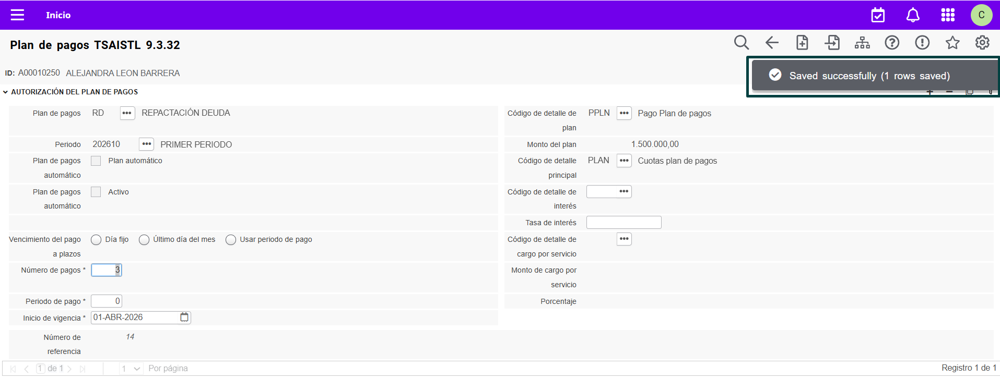 Inicio
C
Plan de pagos TSAISTL 9.3.32
ID: A00010250 ALEJANDRA LEON BARRERA
Saved successfully (1 rows saved)
AUTORIZACIÓN DEL PLAN DE PAGOS
Plan de pagos RD REPACTACIÓN DEUDA
Periodo 202610 PRIMER PERIODO
Plan de pagos
automático Plan automático
Plan de pagos
automático Activo
Vencimiento del pago
a plazos Día fijo Último día del mes Usar periodo de pago
Número de pagos * 3
Periodo de pago * 0
Inicio de vigencia * 01-ABR-2026
Número de
referencia 14
Código de detalle de
plan PPLN Pago Plan de pagos
Monto del plan 1.500.000,00
Código de detalle
principal PLAN Cuotas plan de pagos
Código de detalle de
interés
Tasa de interés
Código de detalle de
cargo por servicio
Monto de cargo por
servicio
Porcentaje
1 de 1 1 Por página
Registro 1 de 1